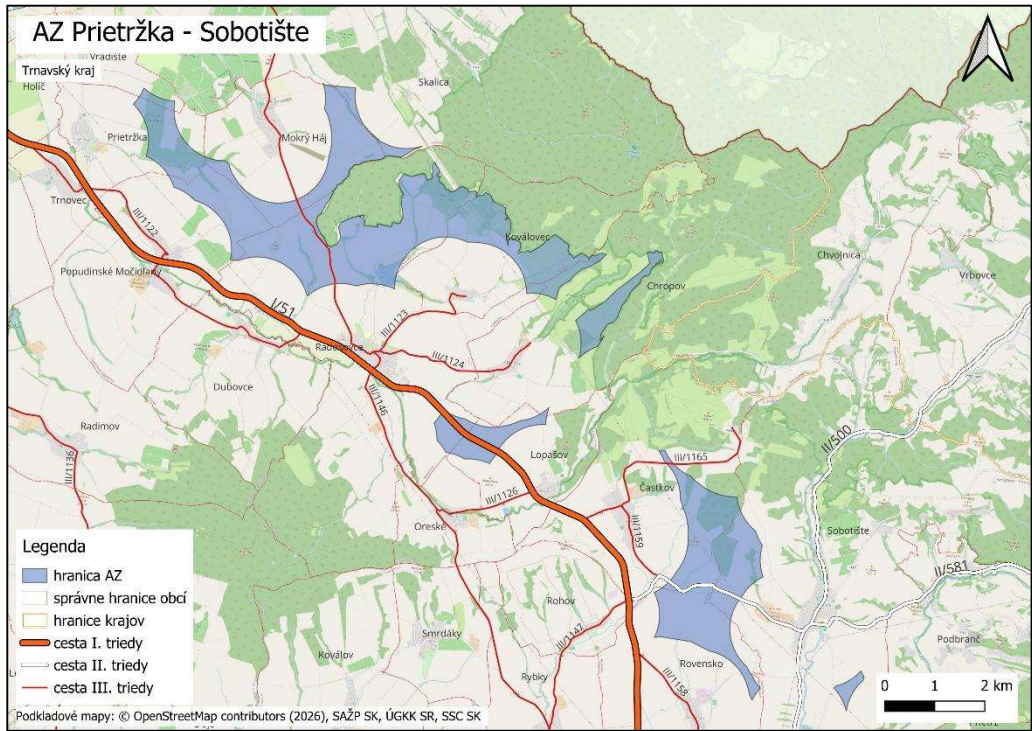 AZ Prietržka - Sobotište
Trnavský kraj
Vradište
Holíč
Skalica
Prietržka
Mokrý Háj
Trnovec
III/1122
Popudinské Močidľany
I/51
Koválovec
Chropov
Chvojnica
Vrbovce
III/1123
III/1124
Radošovce
Dubovce
III/1146
Radimov
III/1136
Lopašov
III/1126
Oreské
III/1165
Častkov
III/1159
II/500
Sobotište
II/581
Rohov
III/1147
Smrdáky
Koválov
Rybky
Rovensko
III/1158
Podbranč
Legenda
hranica AZ
správne hranice obcí
hranice krajov
cesta I. triedy
cesta II. triedy
cesta III. triedy
0 1 2 km
Podkladové mapy: © OpenStreetMap contributors (2026), SAŽP SK, ÚGKK SR, SSC SK